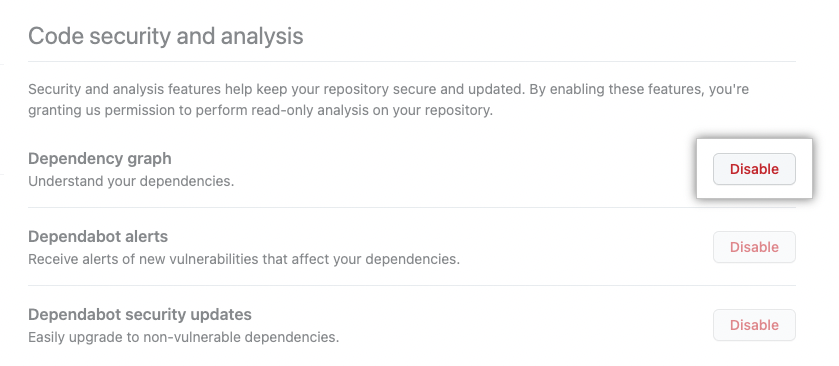 Code security and analysis
Security and analysis features help keep your repository secure and updated. By enabling these features, you're
granting us permission to perform read-only analysis on your repository.
Dependency graph
Understand your dependencies.
Disable
Dependabot alerts
Receive alerts of new vulnerabilities that affect your dependencies.
Disable
Dependabot security updates
Easily upgrade to non-vulnerable dependencies.
Disable